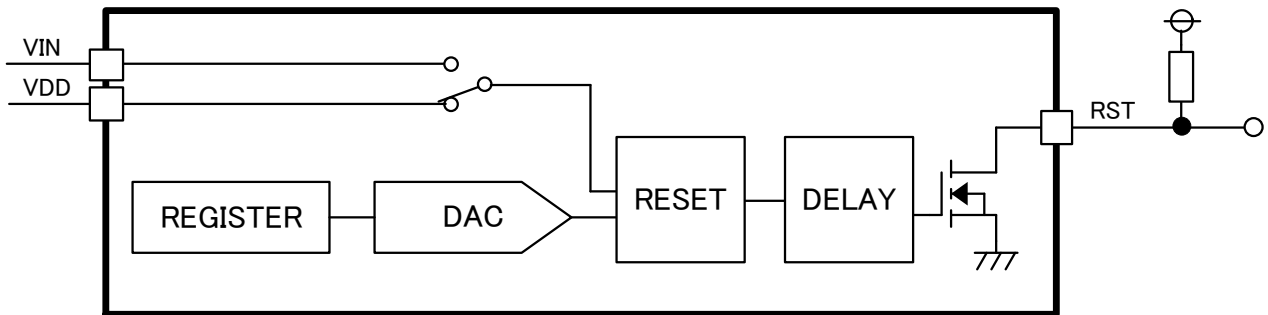 VIN
VDD
RST
RESET
DELAY
REGISTER
DAC